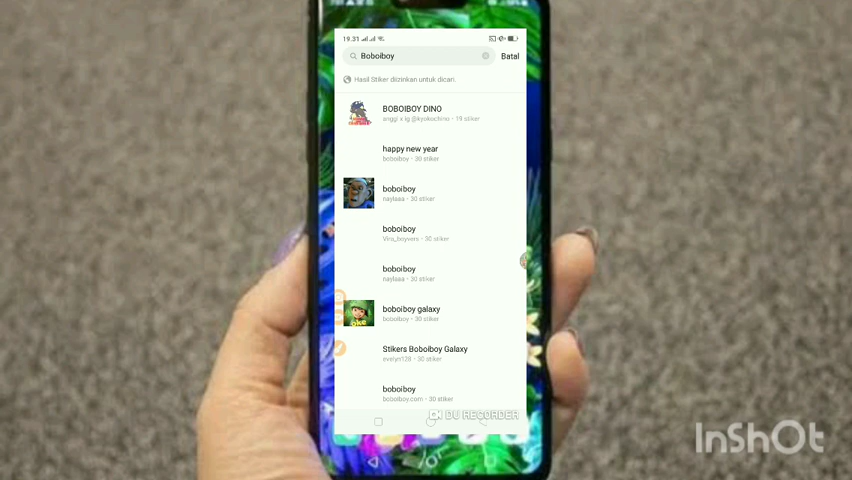 19.31
Boboiboy
Batal
Hasil Stiker diizinkan untuk dicari.
BOBOIBOY DINO
anggi x Ig @kyokochino - 19 stiker
happy new year
boboiboy - 30 stiker
boboiboy
naylaaa - 30 stiker
boboiboy
Vira_boyvers - 30 stiker
boboiboy
naylaaa - 30 stiker
boboiboy galaxy
boboiboy - 30 stiker
OKE
Stikers Boboiboy Galaxy
evelyn128 - 30 stiker
boboiboy
boboiboy.com - 30 stiker
DU RECORDER
InShOt